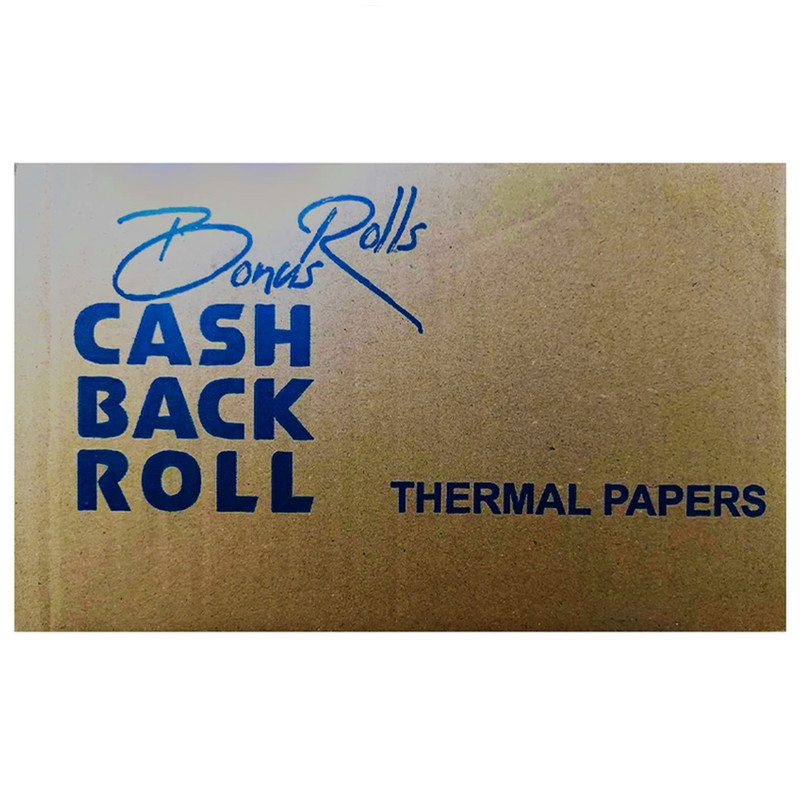 Bonus Rolls
CASH
BACK
ROLL
THERMAL PAPERS